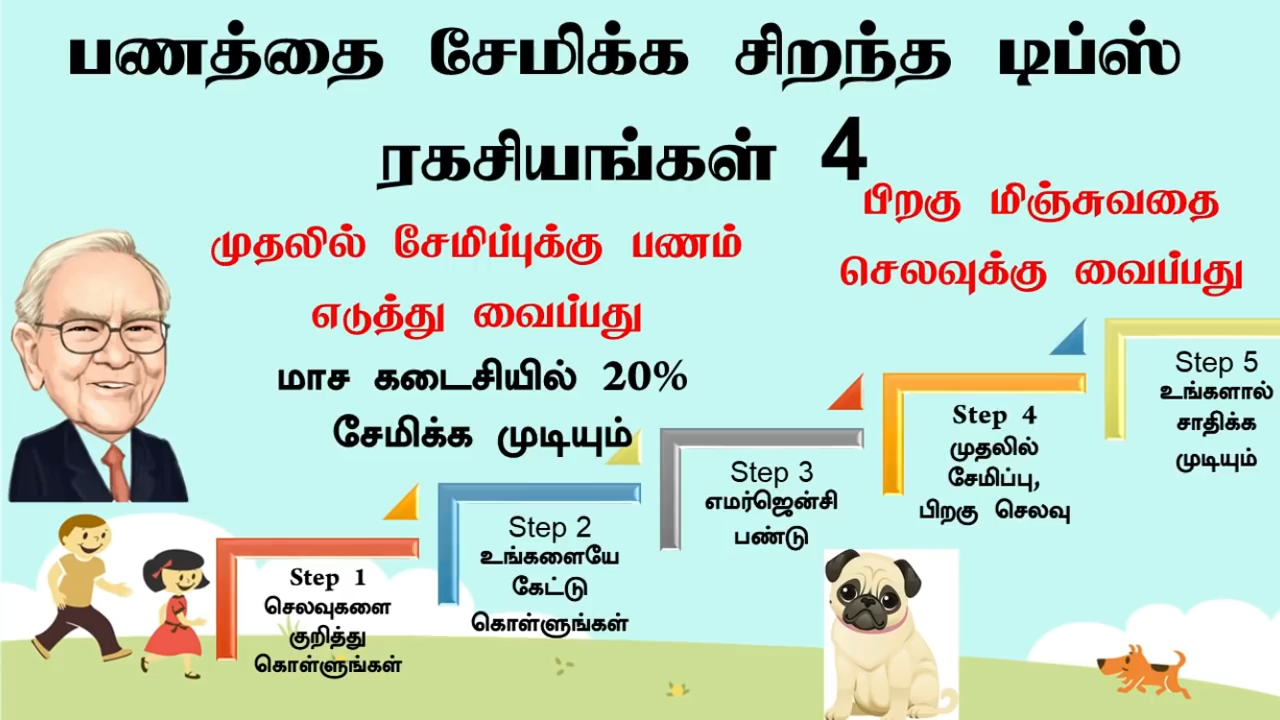 பணத்தை சேமிக்க சிறந்த டிப்ஸ்
ரகசியங்கள் 4
முதலில் சேமிப்புக்கு பணம்
எடுத்து வைப்பது
பிறகு மிஞ்சுவதை
செலவுக்கு வைப்பது
மாச கடைசியில் 20%
சேமிக்க முடியும்
Step 1
செலவுகளை
குறித்து
கொள்ளுங்கள்
Step 2
உங்களையே
கேட்டு
கொள்ளுங்கள்
Step 3
எமர்ஜென்சி
பண்டு
Step 4
முதலில்
சேமிப்பு,
பிறகு செலவு
Step 5
உங்களால்
சாதிக்க
முடியும்